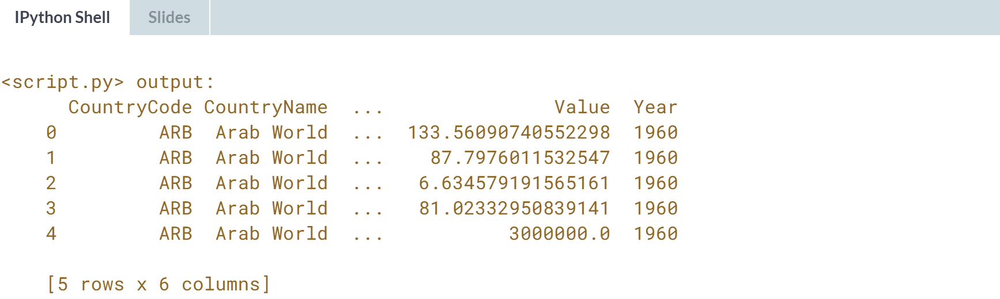 IPython Shell Slides
<script.py> output:
CountryCode CountryName ... Value Year
0 ARB Arab World ... 133.56090740552298 1960
1 ARB Arab World ... 87.7976011532547 1960
2 ARB Arab World ... 6.634579191565161 1960
3 ARB Arab World ... 81.02332950839141 1960
4 ARB Arab World ... 3000000.0 1960
[5 rows x 6 columns]